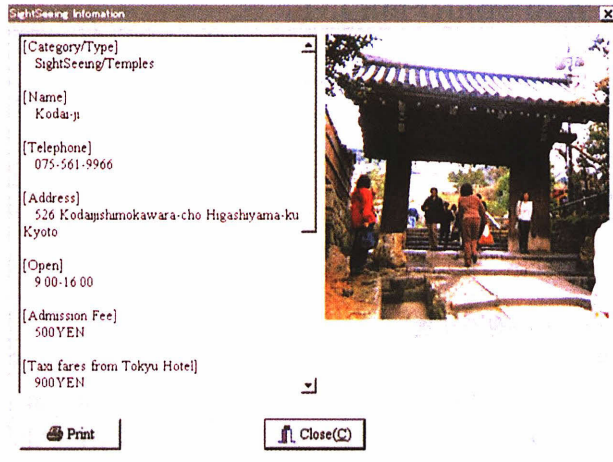 SightSeeing Infomation
[Category/Type]
SightSeeing/Temples
[Name]
Kodai-ji
[Telephone]
075-561-9966
[Address]
526 Kodaijishimokawara-cho Higashiyama-ku
Kyoto
[Open]
9:00-16:00
[Admission Fee]
500YEN
[Taxi fares from Tokyu Hotel]
900YEN
Print
Close(C)